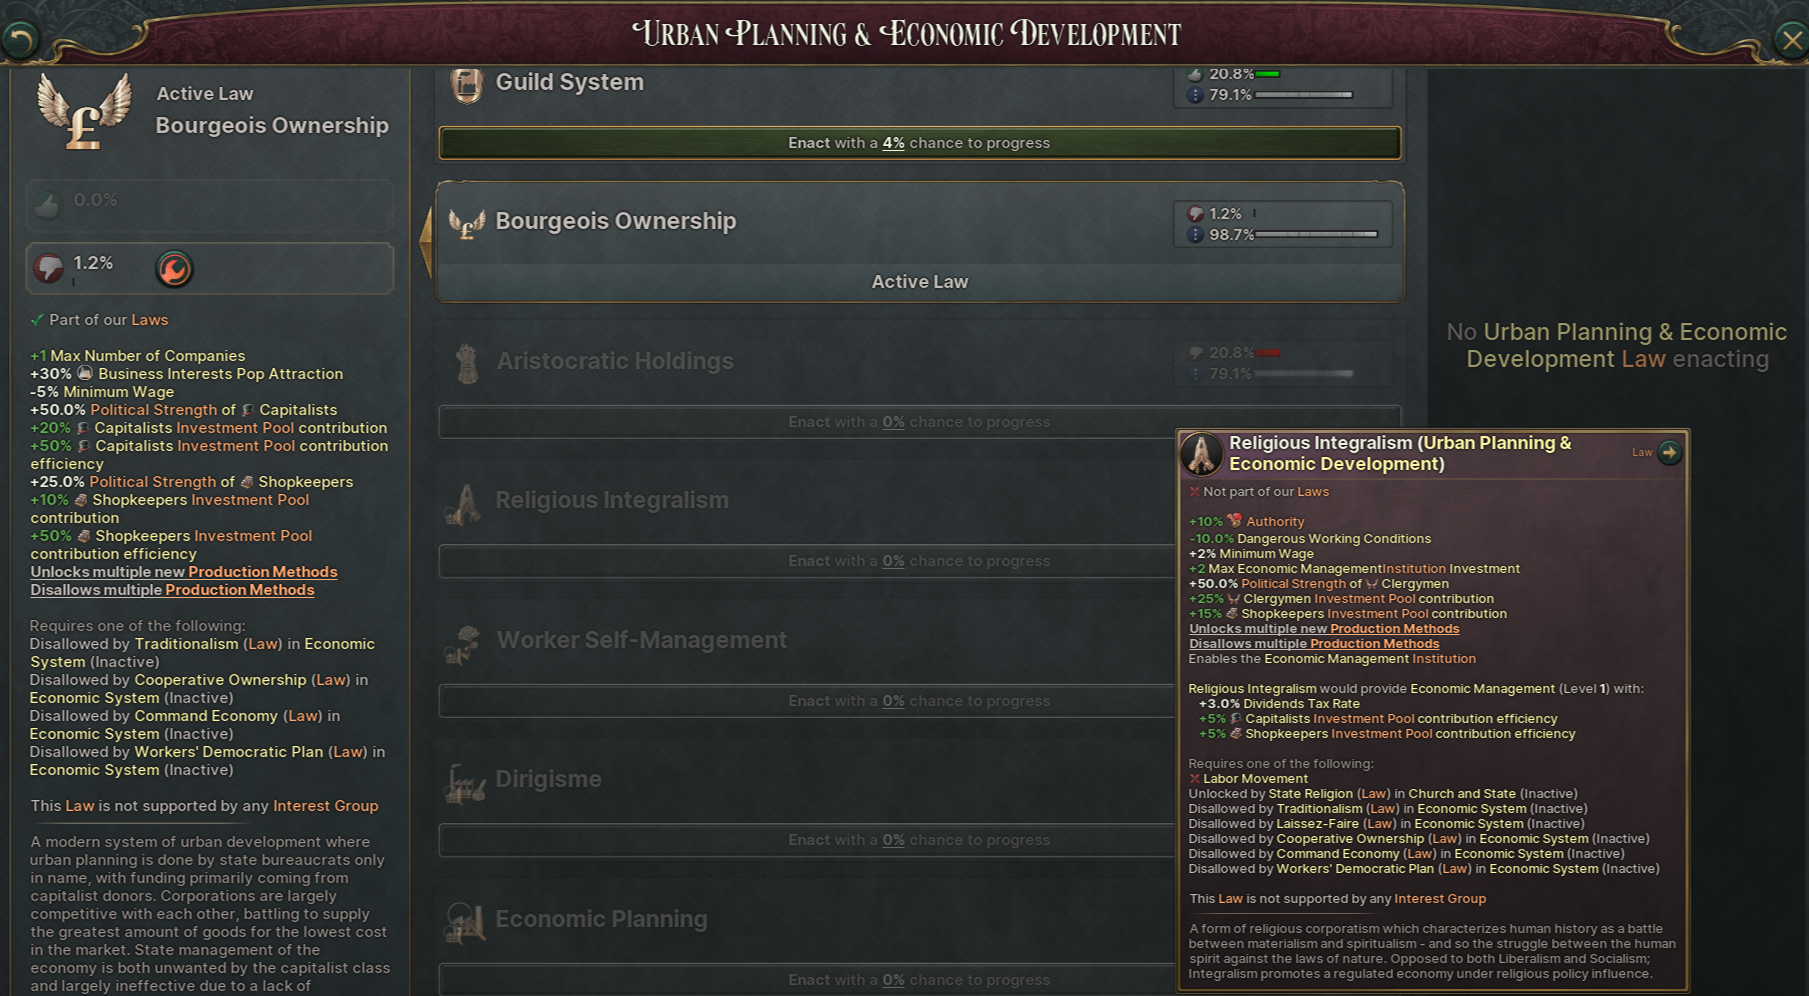 Urban Planning & Economic Development
Active Law
Bourgeois Ownership
0.0%
1.2%
Part of our Laws
+1 Max Number of Companies
+30% Business Interests Pop Attraction
-5% Minimum Wage
+50.0% Political Strength of Capitalists
+20% Capitalists Investment Pool contribution
+50% Capitalists Investment Pool contribution
efficiency
+25.0% Political Strength of Shopkeepers
+10% Shopkeepers Investment Pool
contribution
+50% Shopkeepers Investment Pool
contribution efficiency
Unlocks multiple new Production Methods
Disallows multiple Production Methods
Requires one of the following:
Disallowed by Traditionalism (Law) in Economic
System (Inactive)
Disallowed by Cooperative Ownership (Law) in
Economic System (Inactive)
Disallowed by Command Economy (Law) in
Economic System (Inactive)
Disallowed by Workers' Democratic Plan (Law) in
Economic System (Inactive)
This Law is not supported by any Interest Group
A modern system of urban development where
urban planning is done by state bureaucrats only
in name, with funding primarily coming from
capitalist donors. Corporations are largely
competitive with each other, battling to supply
the greatest amount of goods for the lowest cost
in the market. State management of the
economy is both unwanted by the capitalist class
and largely ineffective due to a lack of
Guild System
20.8%
79.1%
Enact with a 4% chance to progress
Bourgeois Ownership
1.2%
98.7%
Active Law
Aristocratic Holdings
20.8%
79.1%
Enact with a 0% chance to progress
Religious Integralism
Enact with a 0% chance to progress
Worker Self-Management
Enact with a 0% chance to progress
Dirigisme
Enact with a 0% chance to progress
Economic Planning
Enact with a 0% chance to progress
No Urban Planning & Economic
Development Law enacting
Religious Integralism (Urban Planning &
Economic Development)
Law
Not part of our Laws
+10% Authority
-10.0% Dangerous Working Conditions
+2% Minimum Wage
+2 Max Economic ManagementInstitution Investment
+50.0% Political Strength of Clergymen
+25% Clergymen Investment Pool contribution
+15% Shopkeepers Investment Pool contribution
Unlocks multiple new Production Methods
Disallows multiple Production Methods
Enables the Economic Management Institution
Religious Integralism would provide Economic Management (Level 1) with:
+3.0% Dividends Tax Rate
+5% Capitalists Investment Pool contribution efficiency
+5% Shopkeepers Investment Pool contribution efficiency
Requires one of the following:
Labor Movement
Unlocked by State Religion (Law) in Church and State (Inactive)
Disallowed by Traditionalism (Law) in Economic System (Inactive)
Disallowed by Laissez-Faire (Law) in Economic System (Inactive)
Disallowed by Cooperative Ownership (Law) in Economic System (Inactive)
Disallowed by Command Economy (Law) in Economic System (Inactive)
Disallowed by Workers' Democratic Plan (Law) in Economic System (Inactive)
This Law is not supported by any Interest Group
A form of religious corporatism which characterizes human history as a battle
between materialism and spiritualism - and so the struggle between the human
spirit against the laws of nature. Opposed to both Liberalism and Socialism;
Integralism promotes a regulated economy under religious policy influence.